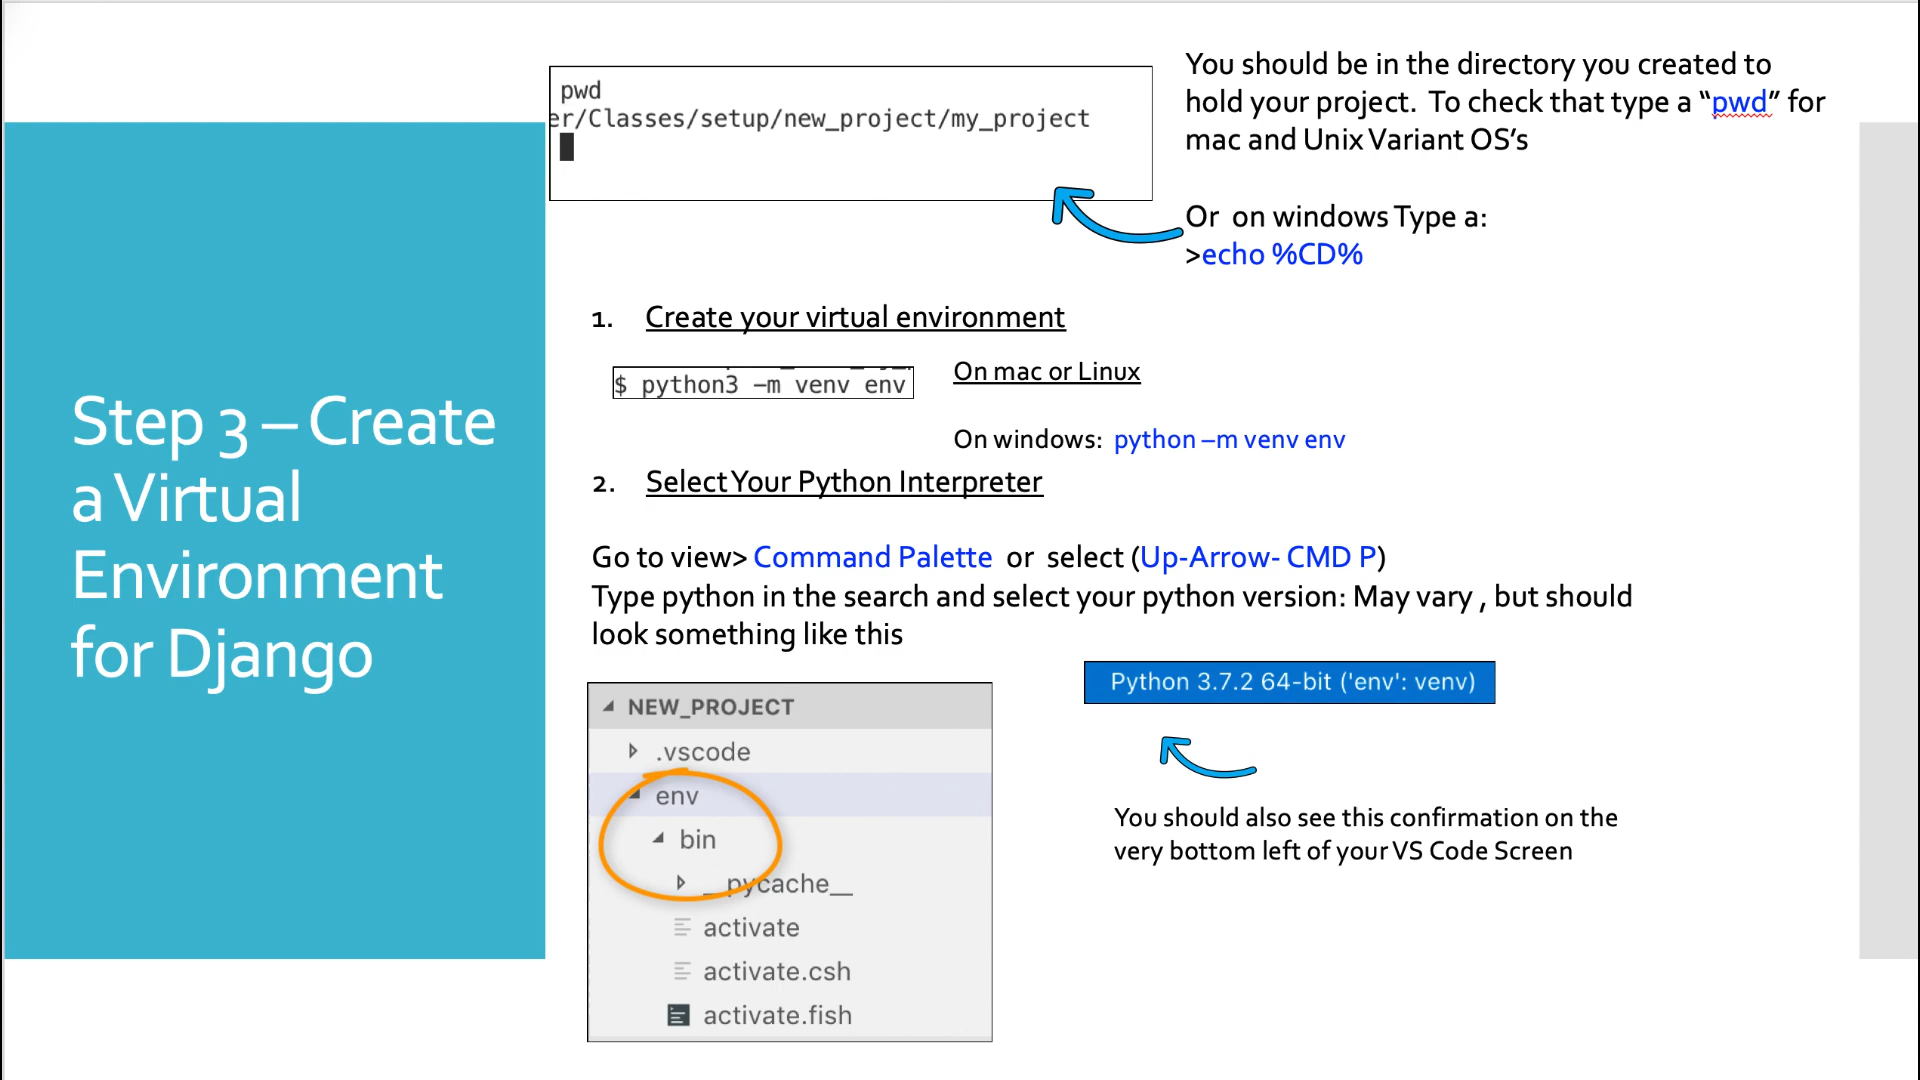 Step 3 – Create
a Virtual
Environment
for Django
pwd
er/Classes/setup/new_project/my_project
You should be in the directory you created to
hold your project. To check that type a “pwd” for
mac and Unix Variant OS’s
Or on windows Type a:
>echo %CD%
1. Create your virtual environment
$ python3 –m venv env
On mac or Linux
On windows: python –m venv env
2. Select Your Python Interpreter
Go to view> Command Palette or select (Up-Arrow- CMD P)
Type python in the search and select your python version: May vary , but should
look something like this
NEW_PROJECT
.vscode
env
bin
__pycache__
activate
activate.csh
activate.fish
Python 3.7.2 64-bit ('env': venv)
You should also see this confirmation on the
very bottom left of your VS Code Screen